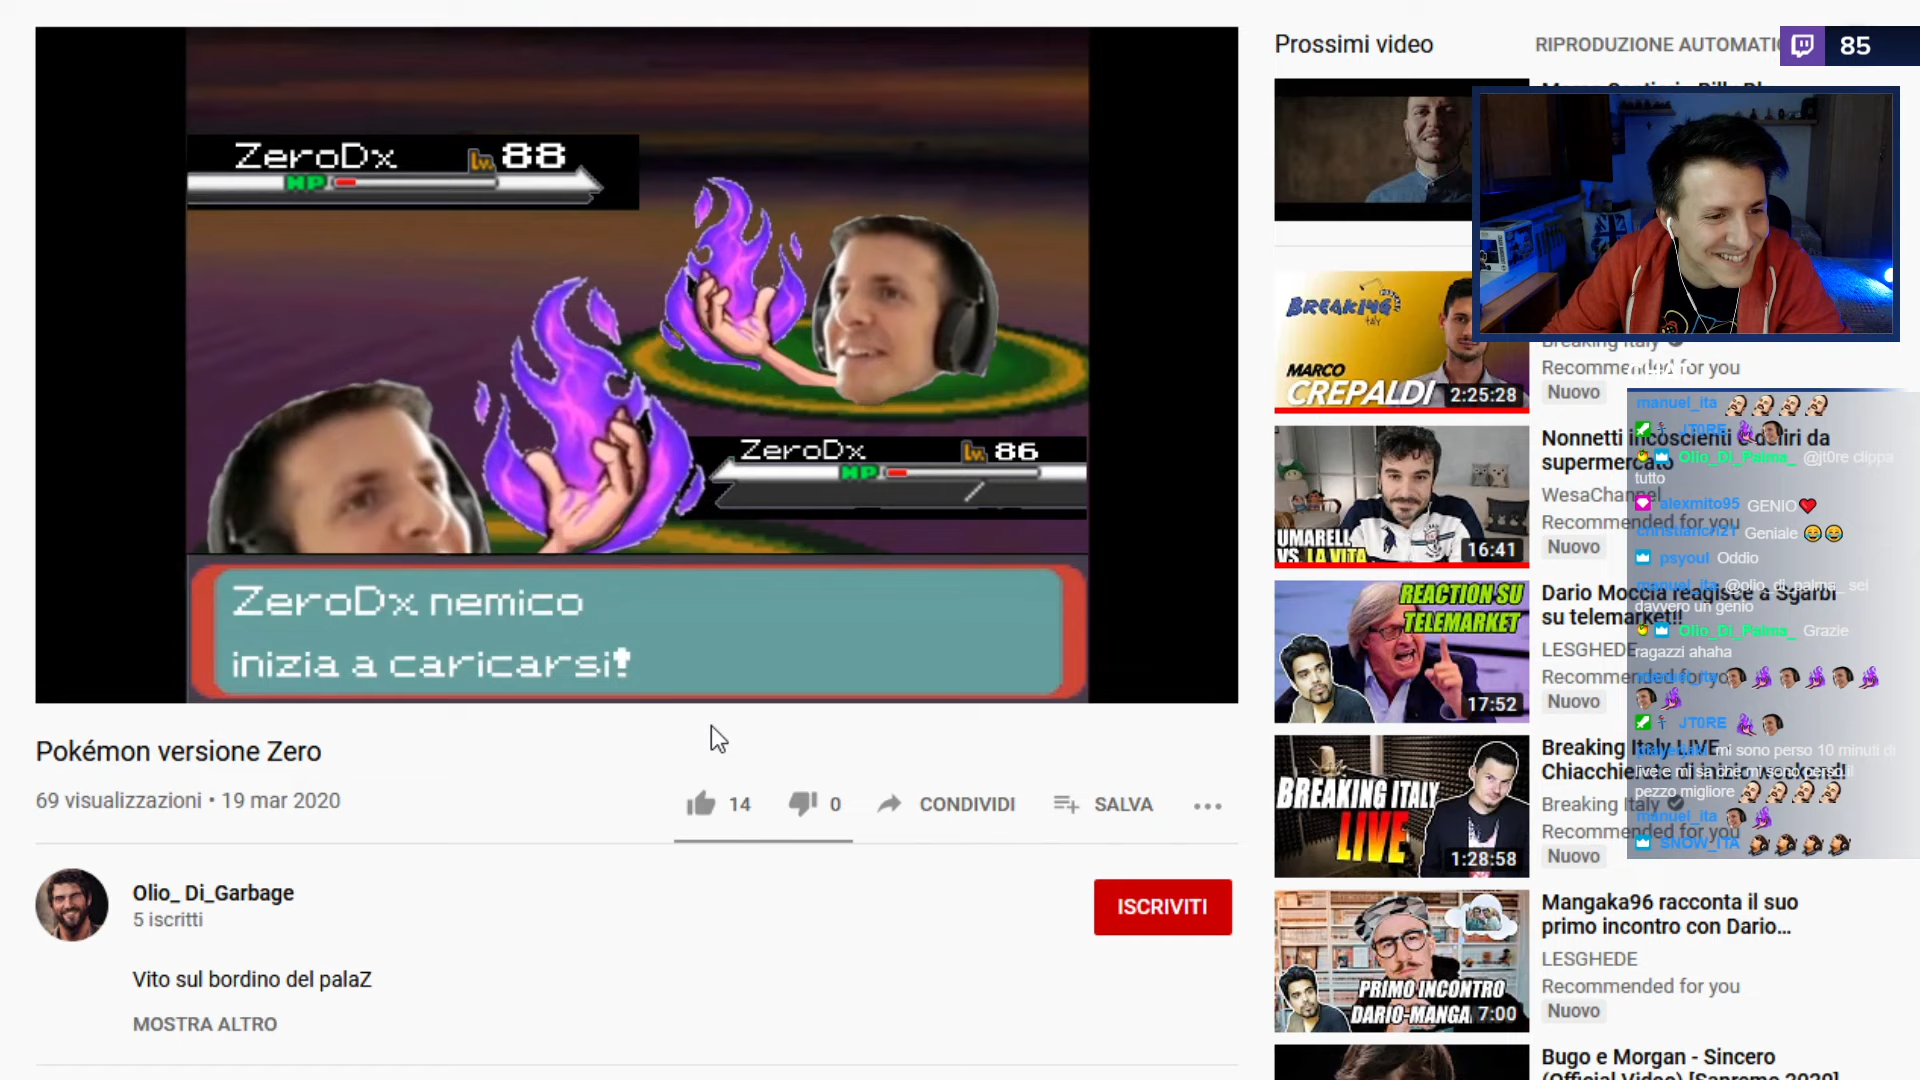 ZeroDx Lv. 88
HP
ZeroDx Lv. 86
HP
ZeroDx nemico
inizia a caricarsi!
Pokémon versione Zero
69 visualizzazioni • 19 mar 2020
14
0
CONDIVIDI
SALVA
Olio_ Di_Garbage
5 iscritti
ISCRIVITI
Vito sul bordino del palaZ
MOSTRA ALTRO
Prossimi video
RIPRODUZIONE AUTOMATI
85
BREAKING
ITALY
MARCO
CREPALDI
2:25:28
Breaking Italy
Recommended for you
Nuovo
UMARELL
VS. LA VITA
16:41
Nonnetti incoscienti e deliri da
supermercato
WesaChannel
Recommended for you
Nuovo
REACTION SU
TELEMARKET
17:52
Dario Moccia reagisce a Sgarbi
su telemarket!!
LESGHEDE
Recommended for you
Nuovo
BREAKING ITALY
LIVE
1:28:58
Breaking Italy LIVE
Chiacchierata di inizio weekend!
Breaking Italy
Recommended for you
Nuovo
PRIMO INCONTRO
DARIO-MANGA
7:00
Mangaka96 racconta il suo
primo incontro con Dario...
LESGHEDE
Recommended for you
Nuovo
Bugo e Morgan - Sincero
(Official Video) [Sanremo 2020]
CHAT
manuel_ita
JT0RE
Olio_Di_Palma_ @jt0re clippa
tutto
alexmito95 GENIO
christiancri21 Geniale
psyoul Oddio
manuel_ita @olio_di_palma_ sei
davvero un genio
Olio_Di_Palma_ Grazie
ragazzi ahaha
manuel_ita
JT0RE
mi sono perso 10 minuti di
live e mi sa che mi sono perso il
pezzo migliore
manuel_ita
SNOW_ITA